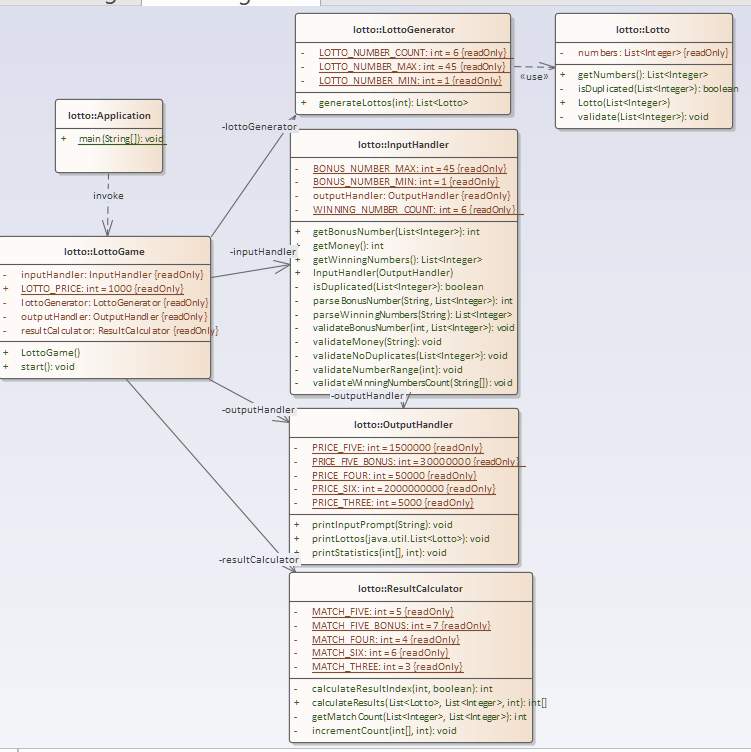 lotto::LottoGenerator
- LOTTO_NUMBER_COUNT: int = 6 {readOnly}
- LOTTO_NUMBER_MAX: int = 45 {readOnly}
- LOTTO_NUMBER_MIN: int = 1 {readOnly}
+ generateLottos(int): List<Lotto>
«use»
lotto::Lotto
- numbers: List<Integer> {readOnly}
+ getNumbers(): List<Integer>
- isDuplicated(List<Integer>): boolean
+ Lotto(List<Integer>)
- validate(List<Integer>): void
lotto::Application
+ main(String[]): void
invoke
-lottoGenerator
lotto::InputHandler
- BONUS_NUMBER_MAX: int = 45 {readOnly}
- BONUS_NUMBER_MIN: int = 1 {readOnly}
- outputHandler: OutputHandler {readOnly}
- WINNING_NUMBER_COUNT: int = 6 {readOnly}
+ getBonusNumber(List<Integer>): int
+ getMoney(): int
+ getWinningNumbers(): List<Integer>
+ InputHandler(OutputHandler)
- isDuplicated(List<Integer>): boolean
- parseBonusNumber(String, List<Integer>): int
- parseWinningNumbers(String): List<Integer>
- validateBonusNumber(int, List<Integer>): void
- validateMoney(String): void
- validateNoDuplicates(List<Integer>): void
- validateNumberRange(int): void
- validateWinningNumbersCount(String[]): void
lotto::LottoGame
- inputHandler: InputHandler {readOnly}
+ LOTTO_PRICE: int = 1000 {readOnly}
- lottoGenerator: LottoGenerator {readOnly}
- outputHandler: OutputHandler {readOnly}
- resultCalculator: ResultCalculator {readOnly}
+ LottoGame()
+ start(): void
-inputHandler
-outputHandler
-outputHandler
lotto::OutputHandler
- PRICE_FIVE: int = 1500000 {readOnly}
- PRICE_FIVE_BONUS: int = 30000000 {readOnly}
- PRICE_FOUR: int = 50000 {readOnly}
- PRICE_SIX: int = 2000000000 {readOnly}
- PRICE_THREE: int = 5000 {readOnly}
+ printInputPrompt(String): void
+ printLottos(java.util.List<Lotto>): void
+ printStatistics(int[], int): void
-resultCalculator
lotto::ResultCalculator
- MATCH_FIVE: int = 5 {readOnly}
- MATCH_FIVE_BONUS: int = 7 {readOnly}
- MATCH_FOUR: int = 4 {readOnly}
- MATCH_SIX: int = 6 {readOnly}
- MATCH_THREE: int = 3 {readOnly}
- calculateResultIndex(int, boolean): int
+ calculateResults(List<Lotto>, List<Integer>, int): int[]
- getMatchCount(List<Integer>, List<Integer>): int
- incrementCount(int[], int): void